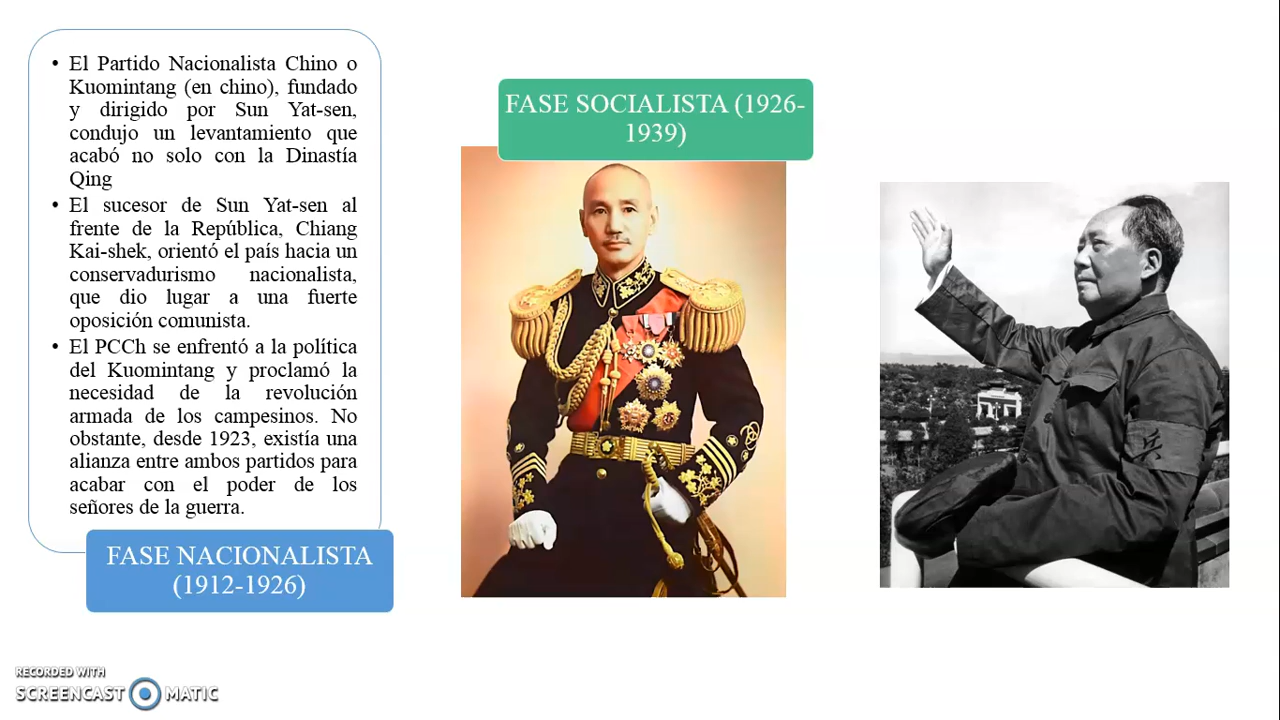 • El Partido Nacionalista Chino o
Kuomintang (en chino), fundado
y dirigido por Sun Yat-sen,
condujo un levantamiento que
acabó no solo con la Dinastía
Qing
• El sucesor de Sun Yat-sen al
frente de la República, Chiang
Kai-shek, orientó el país hacia un
conservadurismo nacionalista,
que dio lugar a una fuerte
oposición comunista.
• El PCCh se enfrentó a la política
del Kuomintang y proclamó la
necesidad de la revolución
armada de los campesinos. No
obstante, desde 1923, existía una
alianza entre ambos partidos para
acabar con el poder de los
señores de la guerra.
FASE NACIONALISTA
(1912-1926)
FASE SOCIALISTA (1926-
1939)
RECORDED WITH
SCREENCAST MATIC